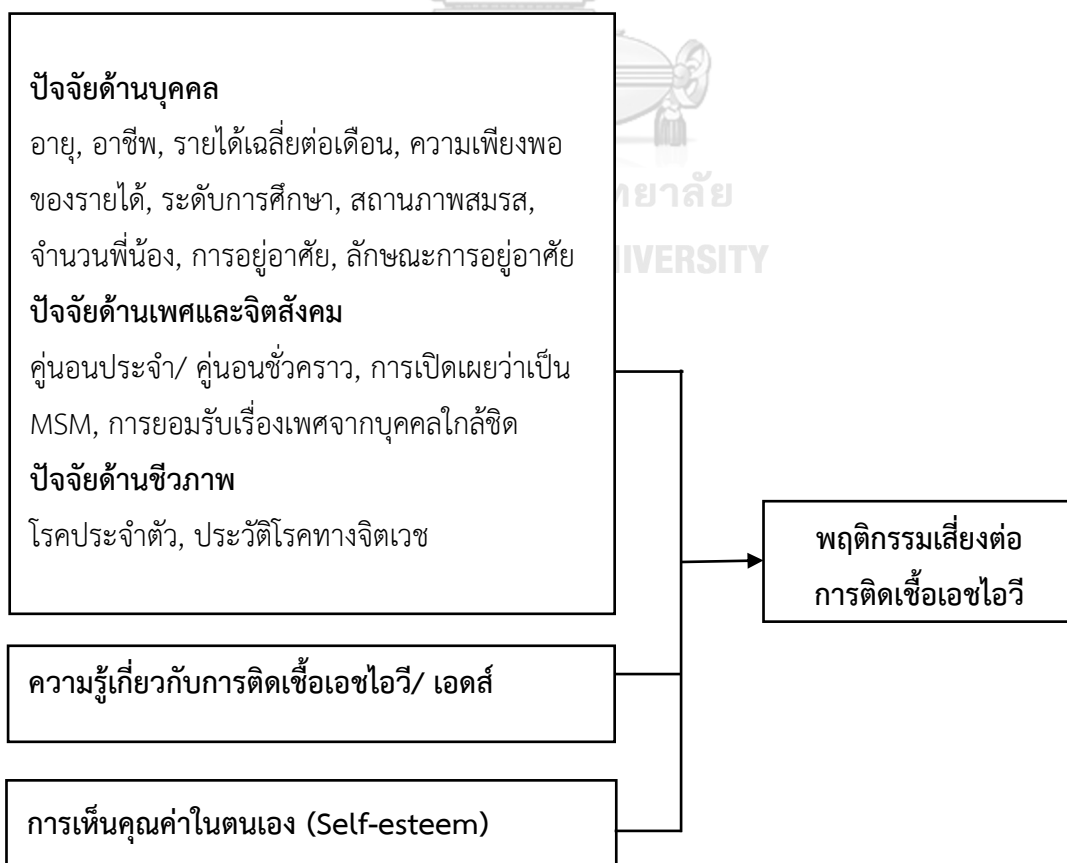 ปัจจัยด้านบุคคล
อายุ, อาชีพ, รายได้เฉลี่ยต่อเดือน, ความเพียงพอ
ของรายได้, ระดับการศึกษา, สถานภาพสมรส,
จำนวนพี่น้อง, การอยู่อาศัย, ลักษณะการอยู่อาศัย
ปัจจัยด้านเพศและจิตสังคม
คู่นอนประจำ/ คู่นอนชั่วคราว, การเปิดเผยว่าเป็น
MSM, การยอมรับเรื่องเพศจากบุคคลใกล้ชิด
ปัจจัยด้านชีวภาพ
โรคประจำตัว, ประวัติโรคทางจิตเวช
ความรู้เกี่ยวกับการติดเชื้อเอชไอวี/ เอดส์
การเห็นคุณค่าในตนเอง (Self-esteem)
พฤติกรรมเสี่ยงต่อ
การติดเชื้อเอชไอวี